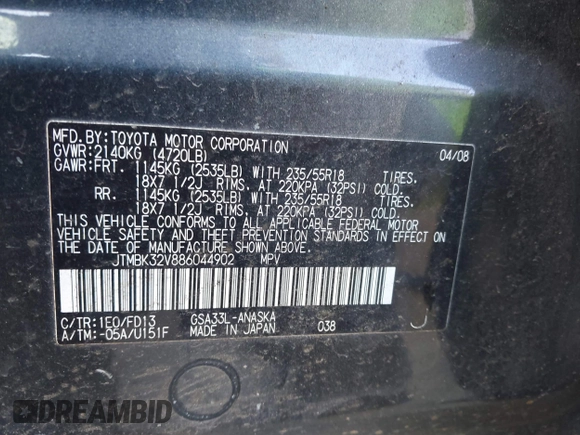 MFD. BY: TOYOTA MOTOR CORPORATION 04/08
GVWR: 2140KG (4720LB)
GAWR: FRT. 1145KG (2535LB) WITH 235/55R18 TIRES.
18X7 1/2J RIMS, AT 220KPA (32PSI) COLD.
RR. 1145KG (2535LB) WITH 235/55R18 TIRES.
18X7 1/2J RIMS, AT 220KPA (32PSI) COLD.
THIS VEHICLE CONFORMS TO ALL APPLICABLE FEDERAL MOTOR
VEHICLE SAFETY AND THEFT PREVENTION STANDARDS IN EFFECT ON
THE DATE OF MANUFACTURE SHOWN ABOVE.
JTMBK32V886044902 MPV
C/TR: 1E0/FD13 GSA33L-ANASKA
A/TM: -05A/U151F MADE IN JAPAN 038 J
DREAMBID